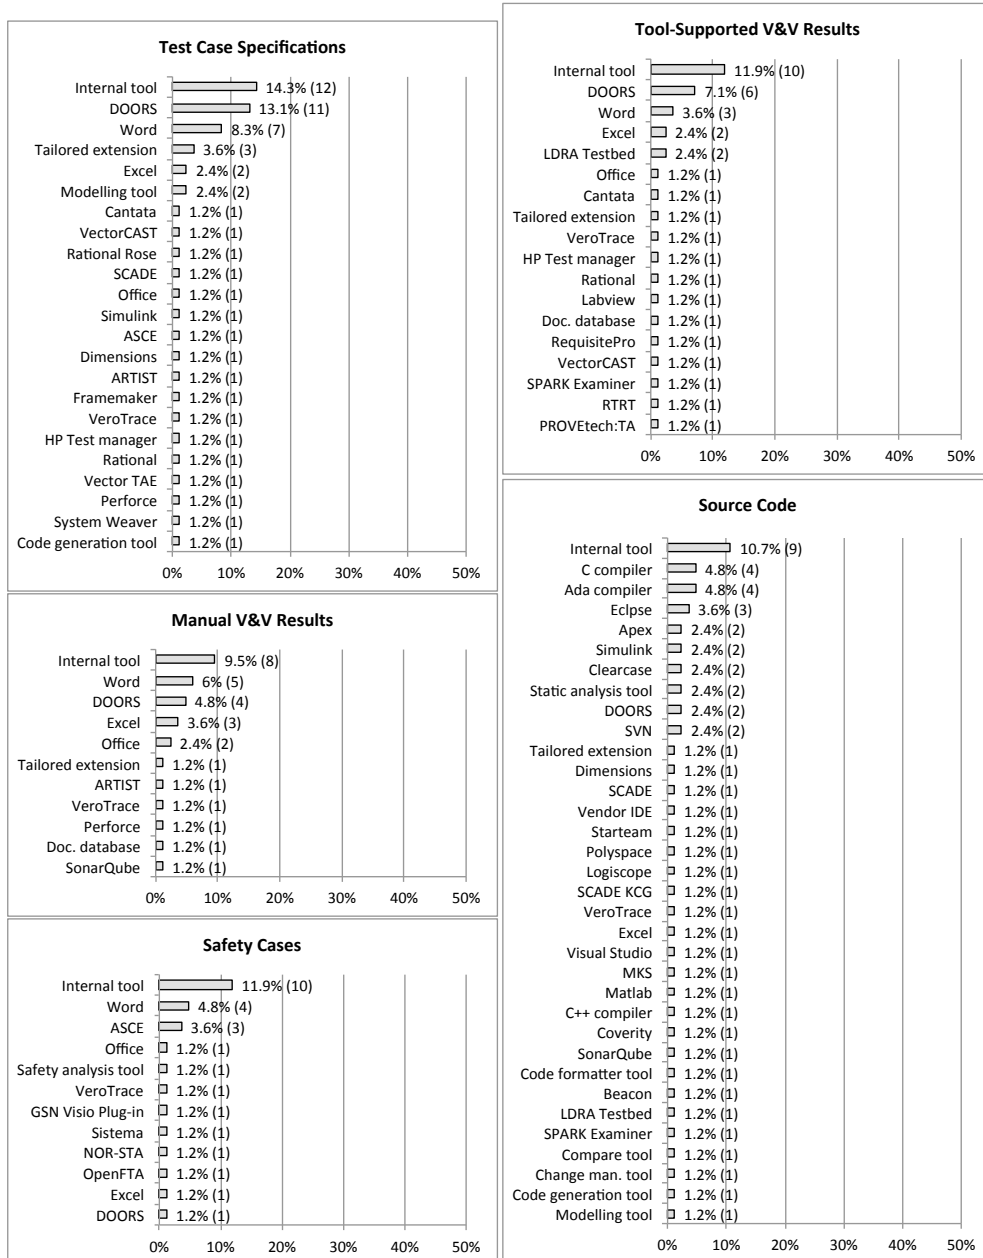 Test Case Specifications
Internal tool 14.3% (12)
DOORS 13.1% (11)
Word 8.3% (7)
Tailored extension 3.6% (3)
Excel 2.4% (2)
Modelling tool 2.4% (2)
Cantata 1.2% (1)
VectorCAST 1.2% (1)
Rational Rose 1.2% (1)
SCADE 1.2% (1)
Office 1.2% (1)
Simulink 1.2% (1)
ASCE 1.2% (1)
Dimensions 1.2% (1)
ARTIST 1.2% (1)
Framemaker 1.2% (1)
VeroTrace 1.2% (1)
HP Test manager 1.2% (1)
Rational 1.2% (1)
Vector TAE 1.2% (1)
Perforce 1.2% (1)
System Weaver 1.2% (1)
Code generation tool 1.2% (1)
0% 10% 20% 30% 40% 50%
Manual V&V Results
Internal tool 9.5% (8)
Word 6% (5)
DOORS 4.8% (4)
Excel 3.6% (3)
Office 2.4% (2)
Tailored extension 1.2% (1)
ARTIST 1.2% (1)
VeroTrace 1.2% (1)
Perforce 1.2% (1)
Doc. database 1.2% (1)
SonarQube 1.2% (1)
0% 10% 20% 30% 40% 50%
Safety Cases
Internal tool 11.9% (10)
Word 4.8% (4)
ASCE 3.6% (3)
Office 1.2% (1)
Safety analysis tool 1.2% (1)
VeroTrace 1.2% (1)
GSN Visio Plug-in 1.2% (1)
Sistema 1.2% (1)
NOR-STA 1.2% (1)
OpenFTA 1.2% (1)
Excel 1.2% (1)
DOORS 1.2% (1)
0% 10% 20% 30% 40% 50%
Tool-Supported V&V Results
Internal tool 11.9% (10)
DOORS 7.1% (6)
Word 3.6% (3)
Excel 2.4% (2)
LDRA Testbed 2.4% (2)
Office 1.2% (1)
Cantata 1.2% (1)
Tailored extension 1.2% (1)
VeroTrace 1.2% (1)
HP Test manager 1.2% (1)
Rational 1.2% (1)
Labview 1.2% (1)
Doc. database 1.2% (1)
RequisitePro 1.2% (1)
VectorCAST 1.2% (1)
SPARK Examiner 1.2% (1)
RTRT 1.2% (1)
PROVEtech:TA 1.2% (1)
0% 10% 20% 30% 40% 50%
Source Code
Internal tool 10.7% (9)
C compiler 4.8% (4)
Ada compiler 4.8% (4)
Eclpse 3.6% (3)
Apex 2.4% (2)
Simulink 2.4% (2)
Clearcase 2.4% (2)
Static analysis tool 2.4% (2)
DOORS 2.4% (2)
SVN 2.4% (2)
Tailored extension 1.2% (1)
Dimensions 1.2% (1)
SCADE 1.2% (1)
Vendor IDE 1.2% (1)
Starteam 1.2% (1)
Polyspace 1.2% (1)
Logiscope 1.2% (1)
SCADE KCG 1.2% (1)
VeroTrace 1.2% (1)
Excel 1.2% (1)
Visual Studio 1.2% (1)
MKS 1.2% (1)
Matlab 1.2% (1)
C++ compiler 1.2% (1)
Coverity 1.2% (1)
SonarQube 1.2% (1)
Code formatter tool 1.2% (1)
Beacon 1.2% (1)
LDRA Testbed 1.2% (1)
SPARK Examiner 1.2% (1)
Compare tool 1.2% (1)
Change man. tool 1.2% (1)
Code generation tool 1.2% (1)
Modelling tool 1.2% (1)
0% 10% 20% 30% 40% 50%